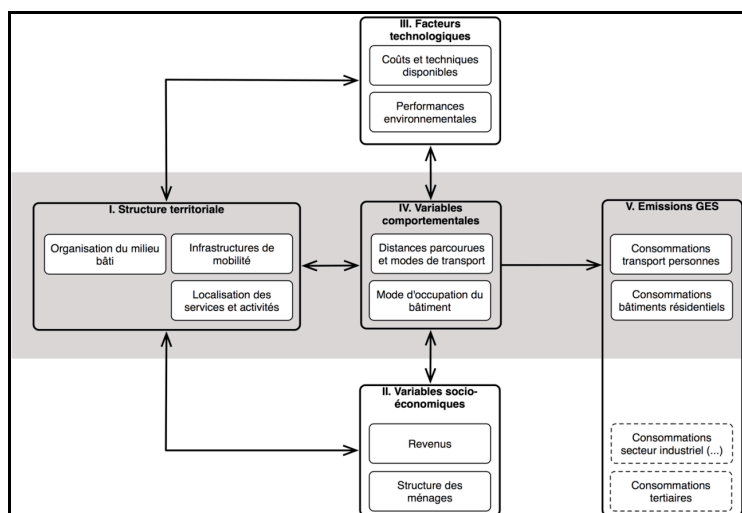 III. Facteurs
technologiques
Coûts et techniques
disponibles
Performances
environnementales
I. Structure territoriale
Organisation du milieu
bâti
Infrastructures de
mobilité
Localisation des
services et activités
IV. Variables
comportementales
Distances parcourues
et modes de transport
Mode d'occupation du
bâtiment
V. Emissions GES
Consommations
transport personnes
Consommations
bâtiments résidentiels
Consommations
secteur industriel (...)
Consommations
tertiaires
II. Variables socio-
économiques
Revenus
Structure des
ménages